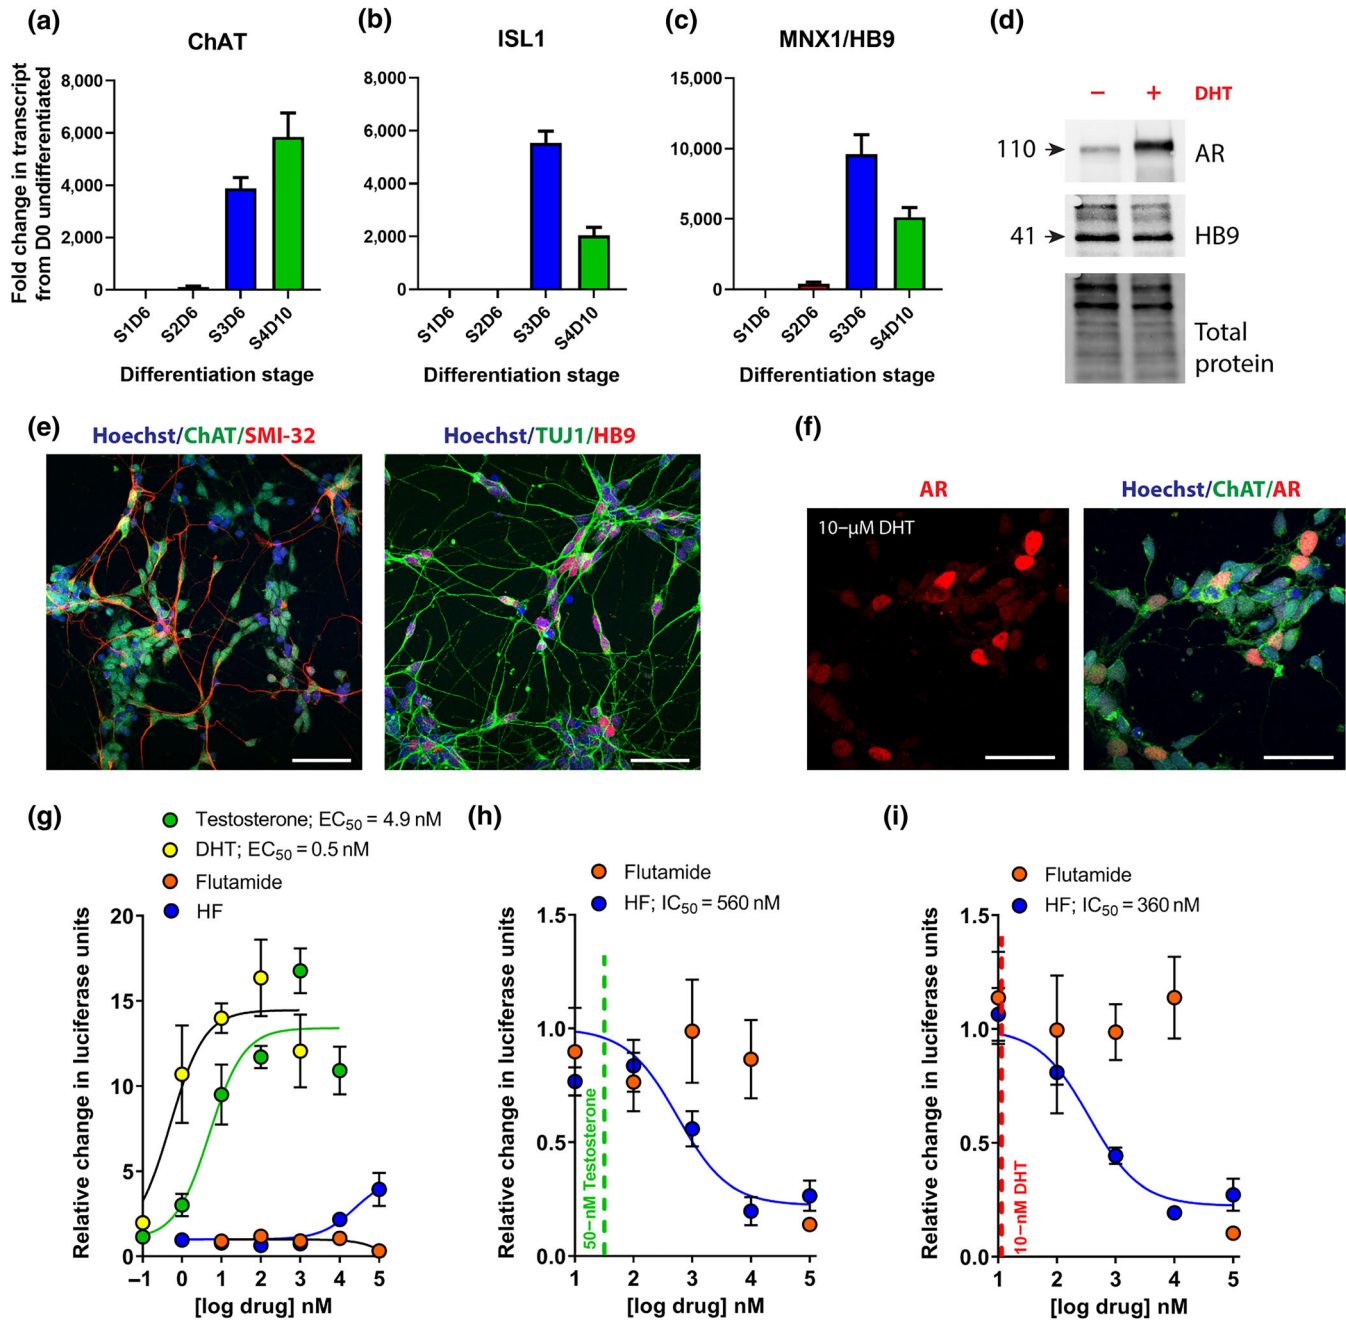 (a)
ChAT
Fold change in transcript
from D0 undifferentiated
8,000
6,000
4,000
2,000
0
S1D6
S2D6
S3D6
S4D10
Differentiation stage
(b)
ISL1
8,000
6,000
4,000
2,000
0
S1D6
S2D6
S3D6
S4D10
Differentiation stage
(c)
MNX1/HB9
15,000
10,000
5,000
0
S1D6
S2D6
S3D6
S4D10
Differentiation stage
(d)
− + DHT
110 AR
41 HB9
Total
protein
(e)
Hoechst/ChAT/SMI-32
Hoechst/TUJ1/HB9
(f)
AR
10−µM DHT
Hoechst/ChAT/AR
(g)
Testosterone; EC50 = 4.9 nM
DHT; EC50 = 0.5 nM
Flutamide
HF
Relative change in luciferase units
20
15
10
5
0
−1 0 1 2 3 4 5
[log drug] nM
(h)
Flutamide
HF; IC50 = 560 nM
Relative change in luciferase units
1.5
1.0
0.5
0.0
50−nM Testosterone
1 2 3 4 5
[log drug] nM
(i)
Flutamide
HF; IC50 = 360 nM
Relative change in luciferase units
1.5
1.0
0.5
0.0
10−nM DHT
1 2 3 4 5
[log drug] nM